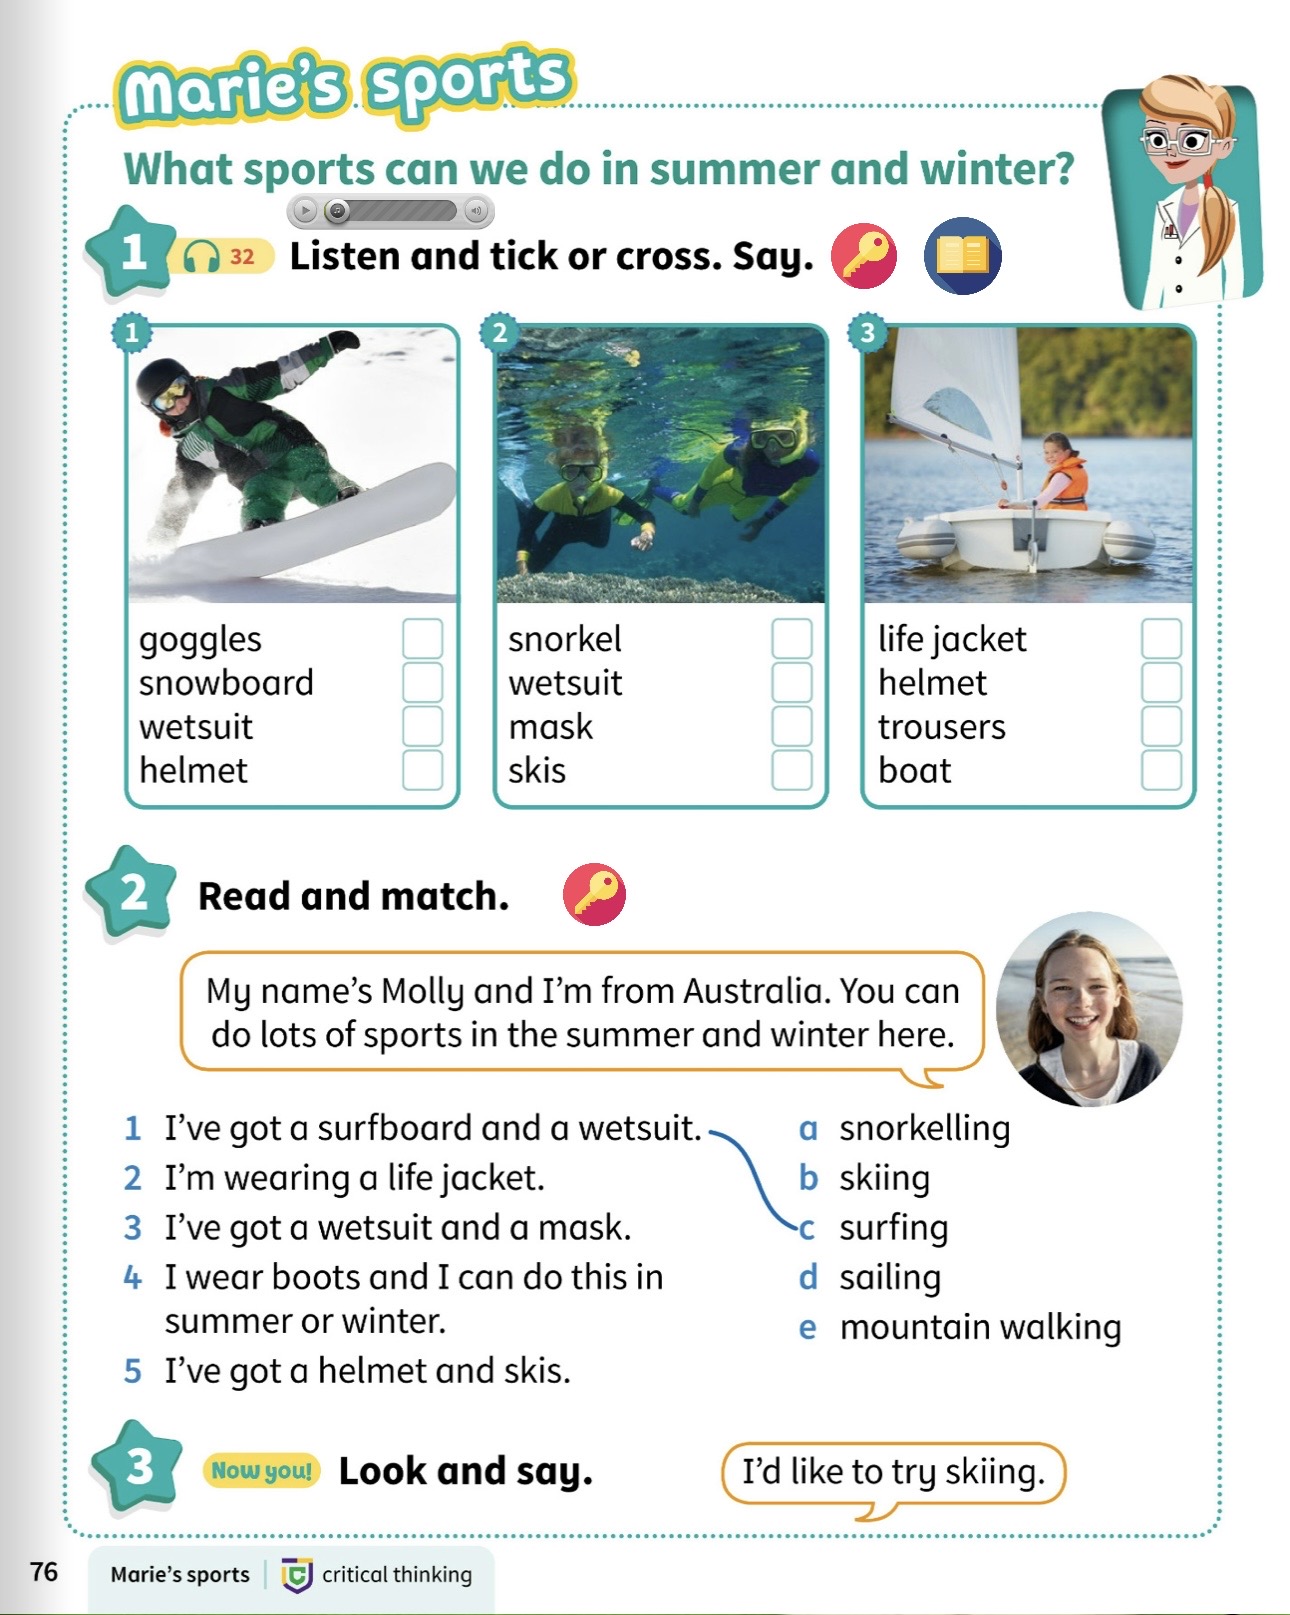 Marie's sports
What sports can we do in summer and winter?
1 32 Listen and tick or cross. Say.
1
goggles
snowboard
wetsuit
helmet
2
snorkel
wetsuit
mask
skis
3
life jacket
helmet
trousers
boat
2 Read and match.
My name's Molly and I'm from Australia. You can
do lots of sports in the summer and winter here.
1 I've got a surfboard and a wetsuit.
2 I'm wearing a life jacket.
3 I've got a wetsuit and a mask.
4 I wear boots and I can do this in
summer or winter.
5 I've got a helmet and skis.
a snorkelling
b skiing
c surfing
d sailing
e mountain walking
3 Now you! Look and say.
I'd like to try skiing.
76 Marie's sports C critical thinking